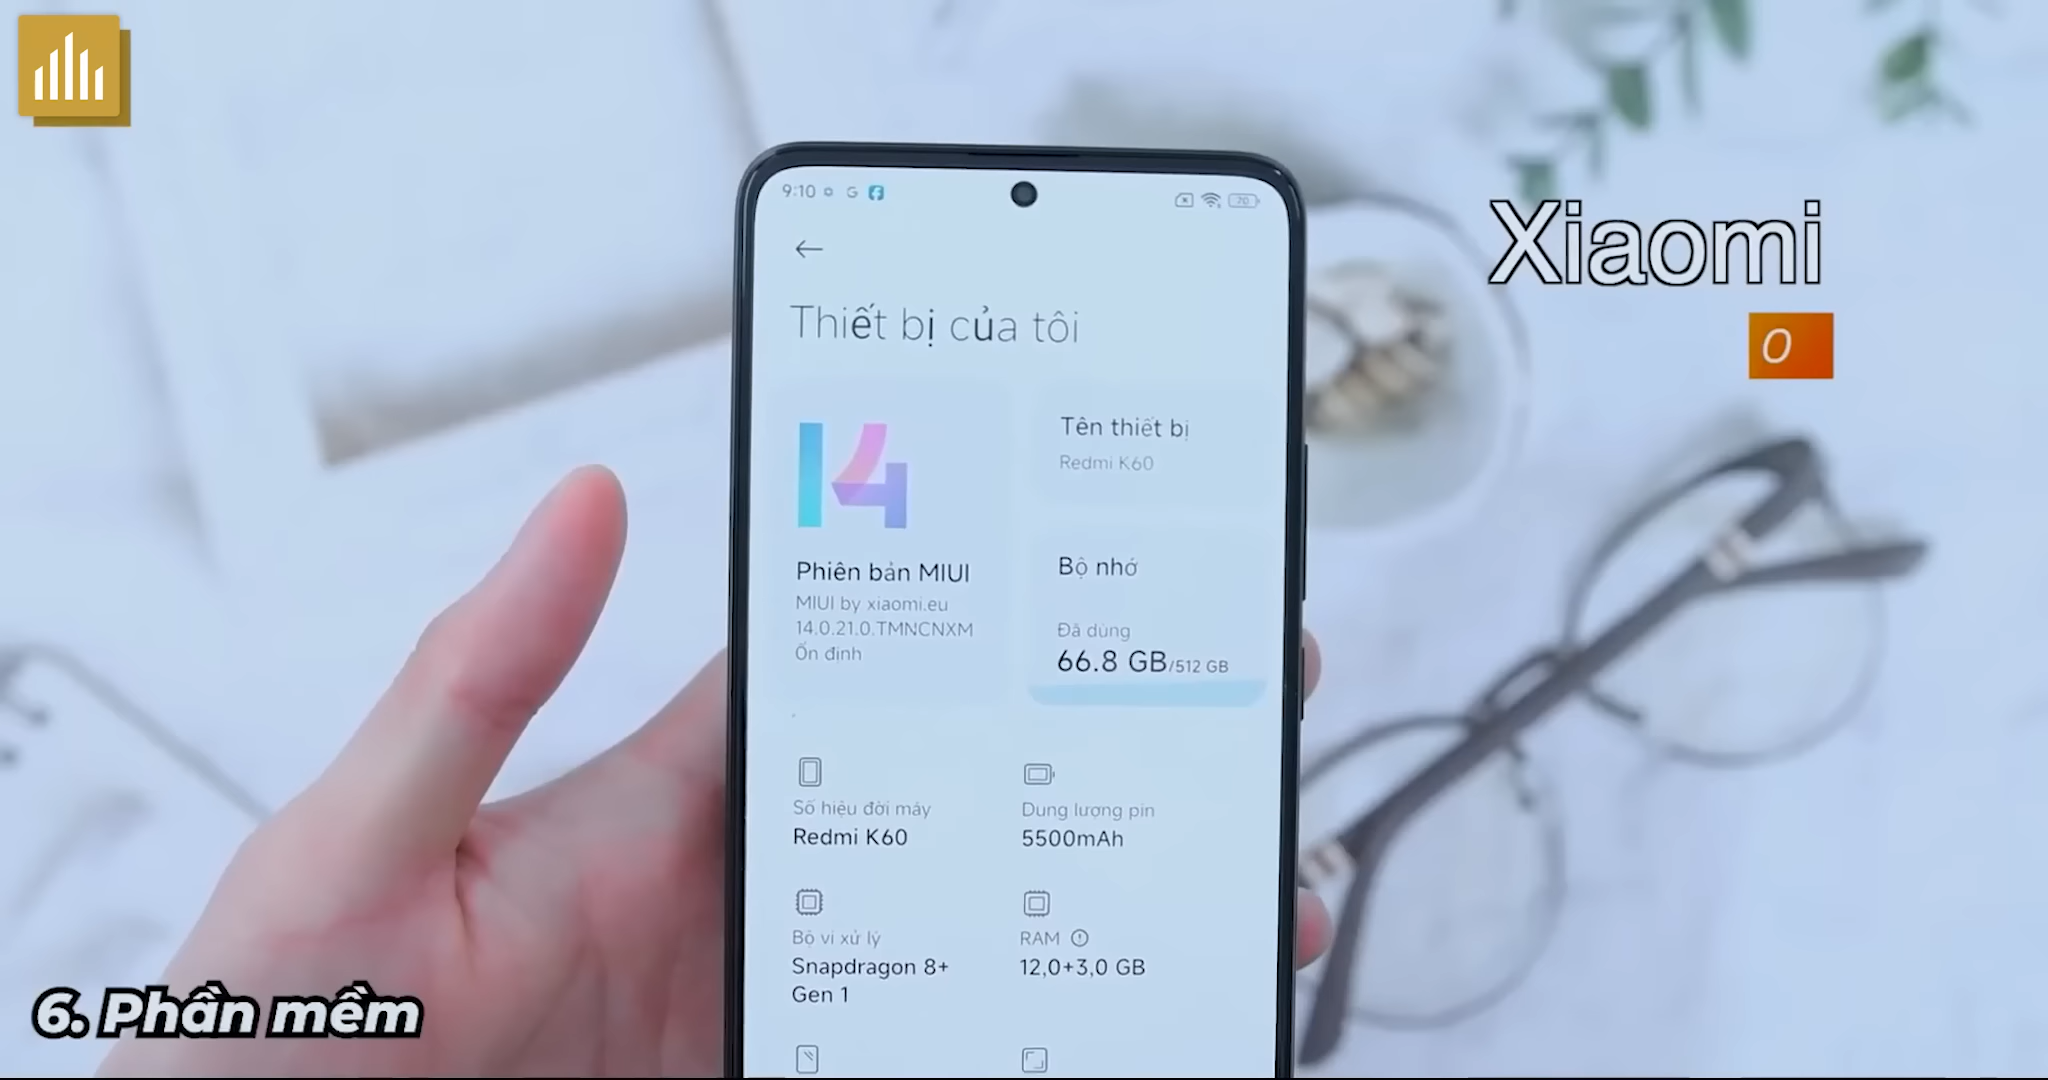 9:10
70
Xiaomi
O
Thiết bị của tôi
14
Tên thiết bị
Redmi K60
Phiên bản MIUI
MIUI by xiaomi.eu
14.0.21.0.TMNCNXM
Ổn định
Bộ nhớ
Đã dùng
66.8 GB/512 GB
Số hiệu đời máy
Redmi K60
Dung lượng pin
5500mAh
Bộ vi xử lý
Snapdragon 8+
Gen 1
RAM
12,0+3,0 GB
6. Phần mềm